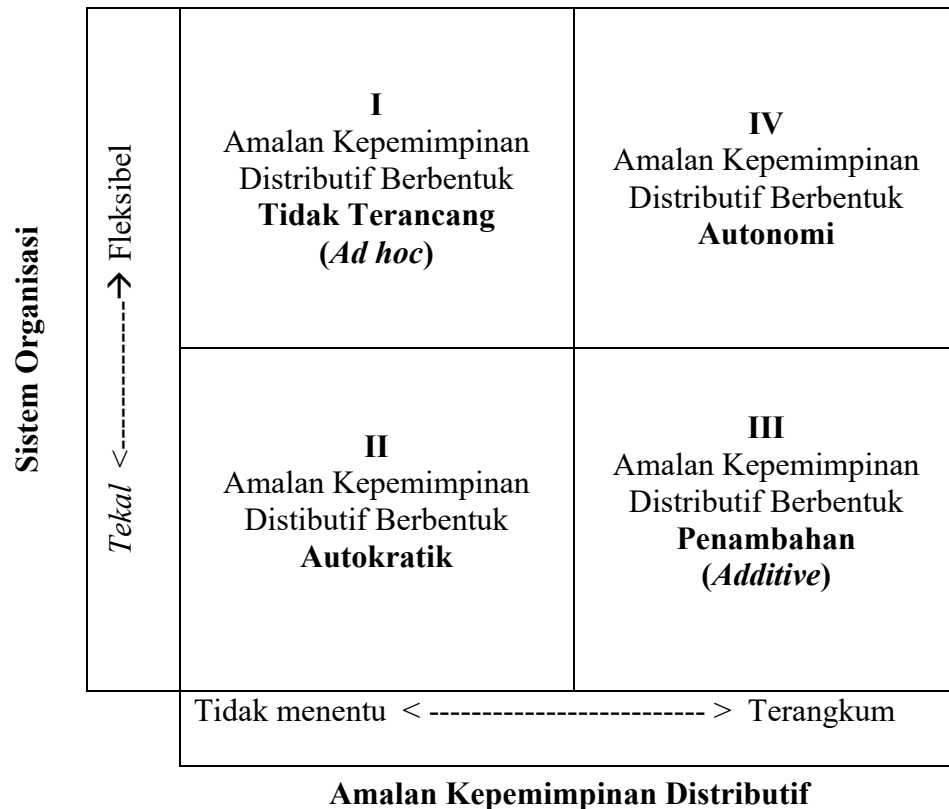 Sistem Organisasi
Tekal <--------------→ Fleksibel
I
Amalan Kepemimpinan
Distributif Berbentuk
Tidak Terancang
(Ad hoc)
IV
Amalan Kepemimpinan
Distributif Berbentuk
Autonomi
II
Amalan Kepemimpinan
Distibutif Berbentuk
Autokratik
III
Amalan Kepemimpinan
Distributif Berbentuk
Penambahan
(Additive)
Tidak menentu < -------------------------- > Terangkum
Amalan Kepemimpinan Distributif